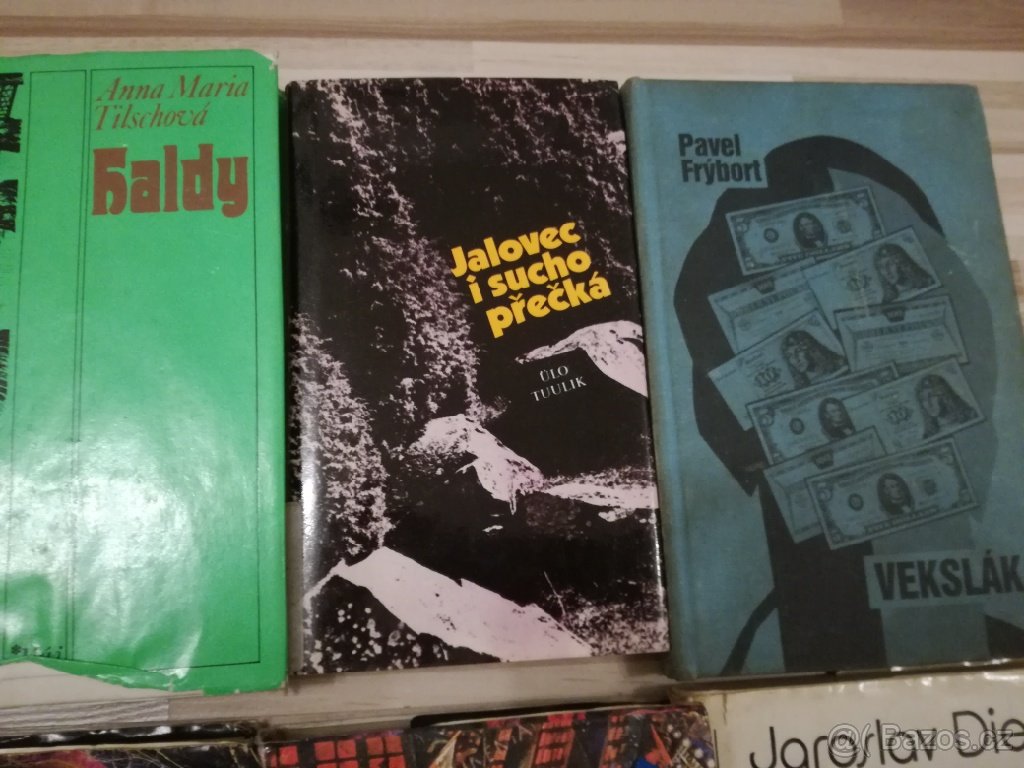 Anna Maria
Tilschová
haldy
Jalovec
i sucho
přečká
ÜLO
TUULIK
Pavel
Frýbort
VEKSLÁK
Jaroslav Die
@ Bazos.cz